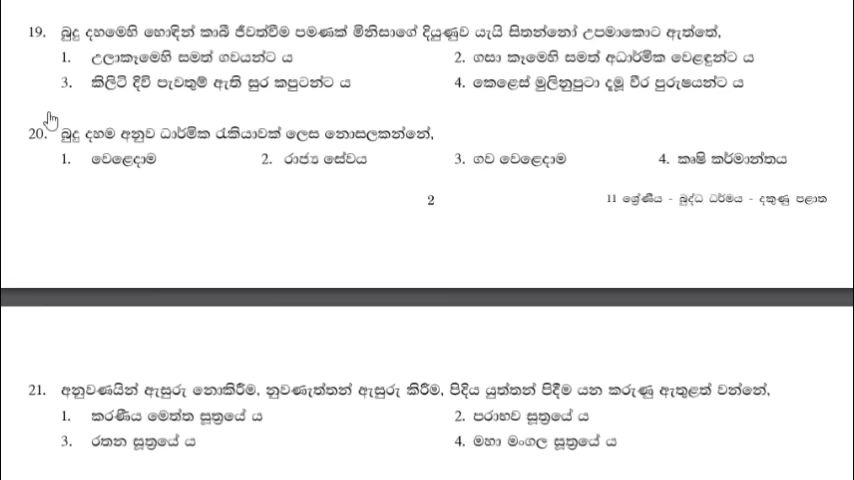 19. බුදු දහමෙහි හොඳින් කාබී ජීවත්වීම පමණක් මිනිසාගේ දියුණුව යැයි සිතන්නෝ උපමාකොට ඇත්තේ,
1. උලාකෑමෙහි සමත් ගවයන්ට ය 2. ගසා කෑමෙහි සමත් අධාර්මික වෙළඳුන්ට ය
3. කිලිටි දිවි පැවතුම් ඇති සුර කපුටන්ට ය 4. කෙළෙස් මුලිනුපුටා දැමූ වීර පුරුෂයන්ට ය
20. බුදු දහම අනුව ධාර්මික රැකියාවක් ලෙස නොසලකන්නේ,
1. වෙළෙදාම 2. රාජ්‍ය සේවය 3. ගව වෙළෙදාම 4. කෘෂි කර්මාන්තය
2 11 ශ්‍රේණිය - බුද්ධ ධර්මය - දකුණු පළාත
21. අනුවණයින් ඇසුරු නොකිරීම, නුවණැත්තන් ඇසුරු කිරීම, පිදිය යුත්තන් පිදීම යන කරුණු ඇතුළත් වන්නේ,
1. කරණීය මෙත්ත සූත්‍රයේ ය 2. පරාභව සූත්‍රයේ ය
3. රතන සූත්‍රයේ ය 4. මහා මංගල සූත්‍රයේ ය